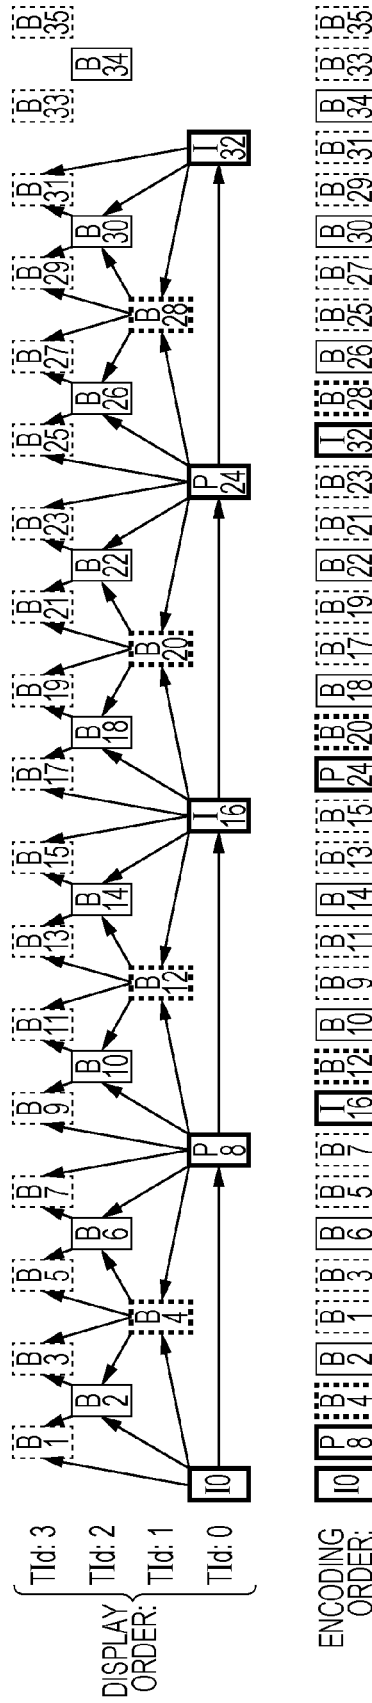 DISPLAY
ORDER:
TId: 3
B 1 B 3 B 5 B 7 B 9 B 11 B 13 B 15 B 17 B 19 B 21 B 23 B 25 B 27 B 29 B 31 B 33 B 35
TId: 2
B 2 B 6 B 10 B 14 B 18 B 22 B 26 B 30 B 34
TId: 1
B 4 B 12 B 20 B 28
TId: 0
I0 P 8 I 16 P 24 I 32
ENCODING
ORDER:
I0 P 8 B 4 B 2 B 1 B 3 B 6 B 5 B 7 I 16 B 12 B 10 B 9 B 11 B 14 B 13 B 15 P 24 B 20 B 18 B 17 B 19 B 22 B 21 B 23 I 32 B 28 B 26 B 25 B 27 B 30 B 29 B 31 B 34 B 33 B 35